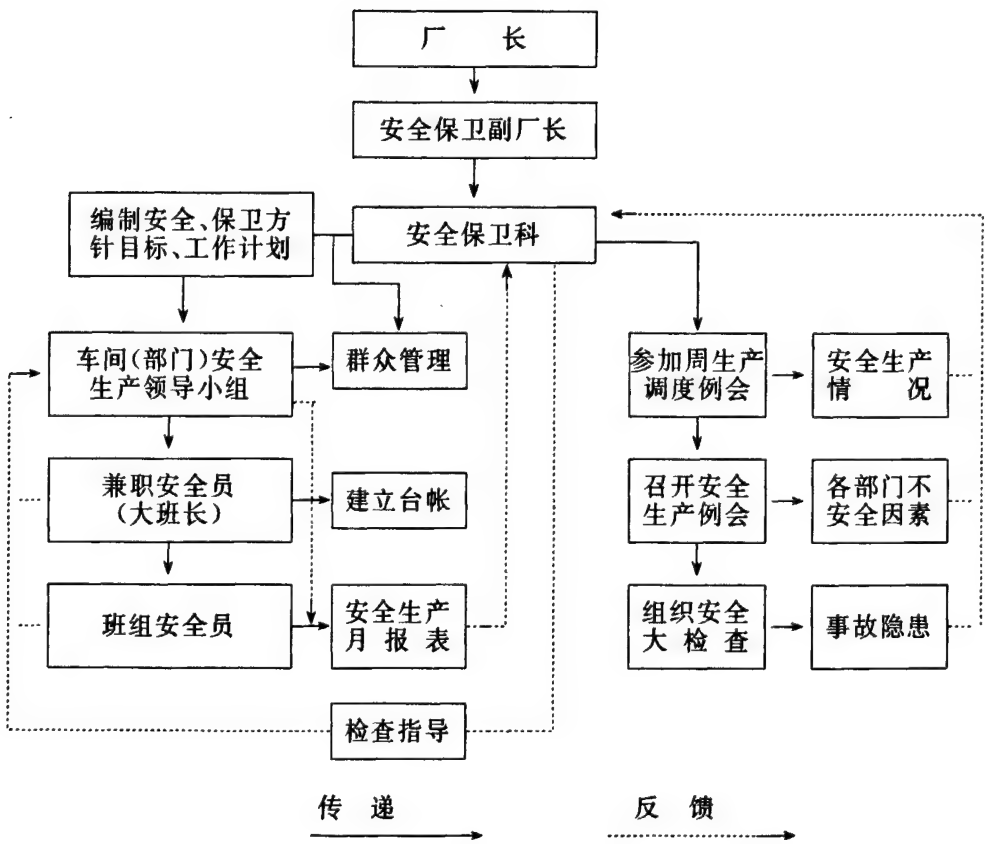 厂 长
安全保卫副厂长
安全保卫科
编制安全、保卫方
针目标、工作计划
车间(部门)安全
生产领导小组
群众管理
兼职安全员
(大班长)
建立台帐
班组安全员
安全生产
月报表
检查指导
参加周生产
调度例会
安全生产
情 况
召开安全
生产例会
各部门不
安全因素
组织安全
大检查
事故隐患
传 递
反 馈